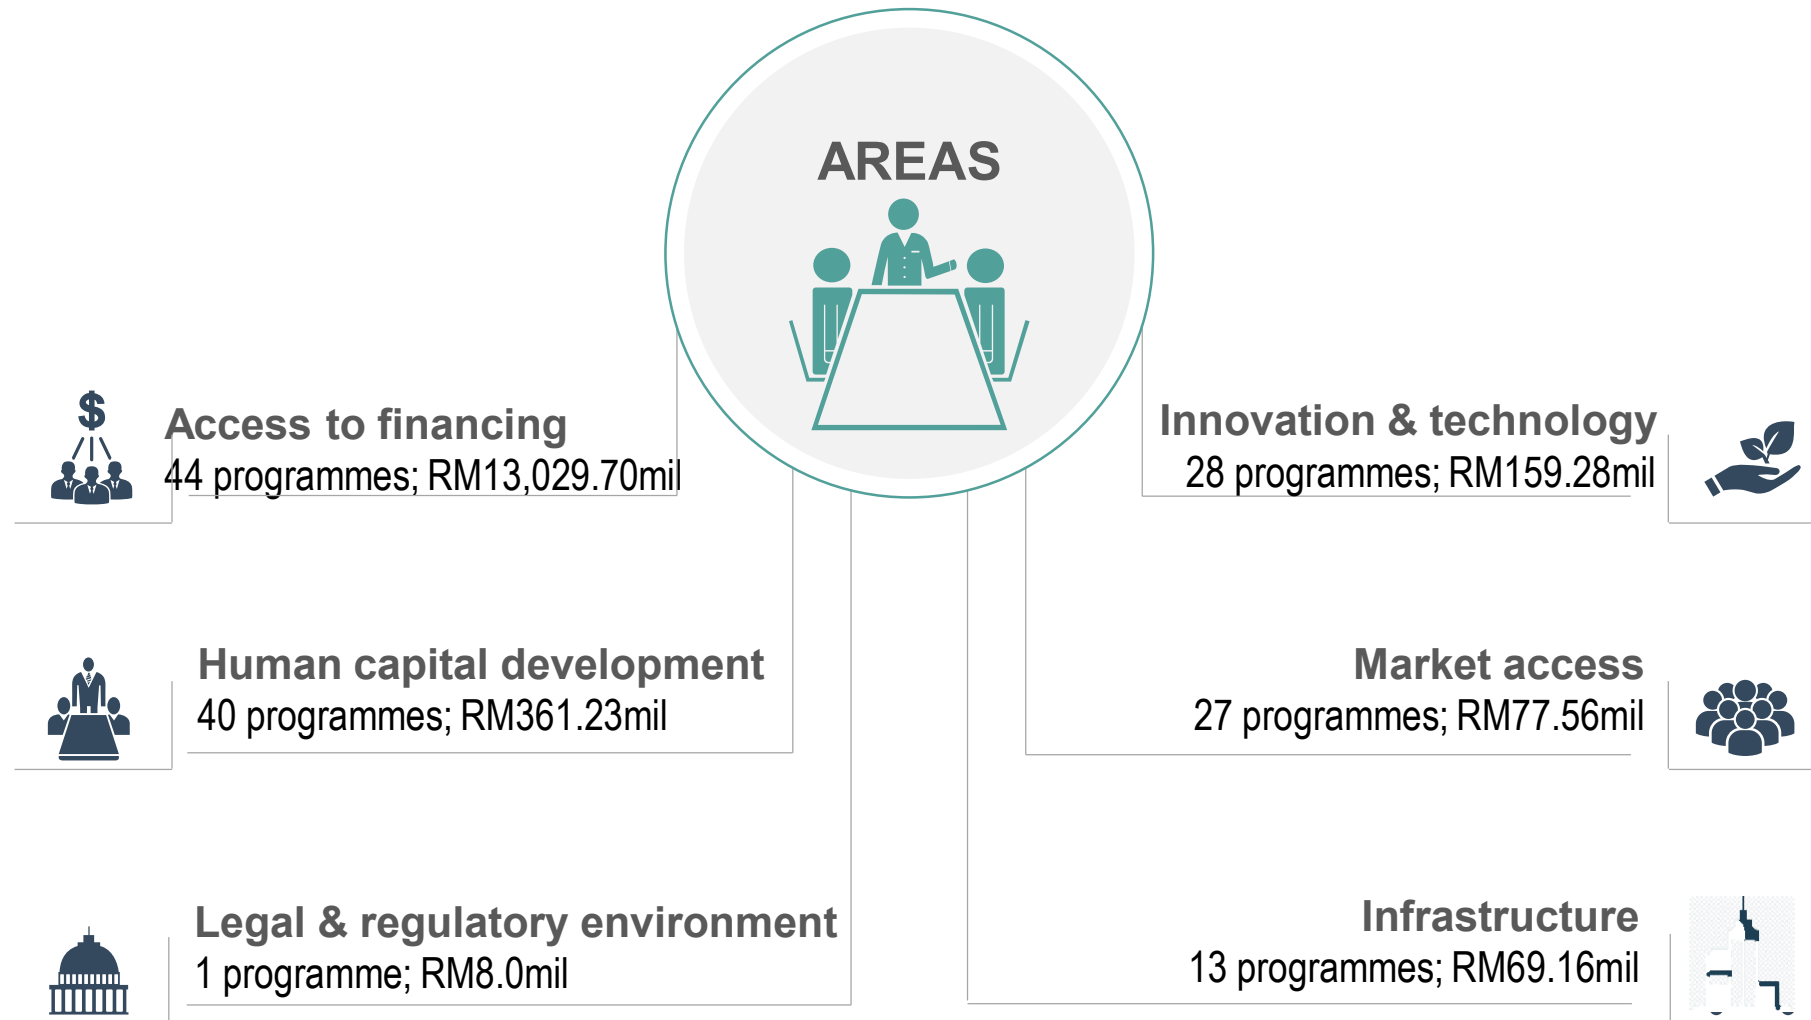 AREAS
Access to financing
44 programmes; RM13,029.70mil
Innovation & technology
28 programmes; RM159.28mil
Human capital development
40 programmes; RM361.23mil
Market access
27 programmes; RM77.56mil
Legal & regulatory environment
1 programme; RM8.0mil
Infrastructure
13 programmes; RM69.16mil